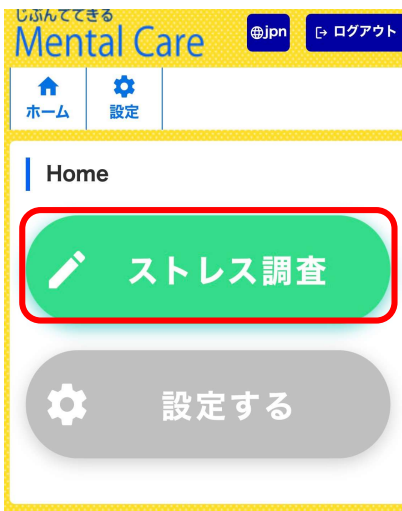 じぶんでできる
Mental Care
jpn
ログアウト
ホーム
設定
Home
ストレス調査
設定する